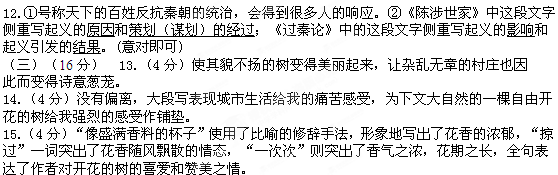 12.①号称天下的百姓反抗秦朝的统治，会得到很多人的响应。②《陈涉世家》中这段文
字侧重写起义的原因和策划（谋划）的经过；《过秦论》中的这段文字侧重写起义的影响和
起义引发的结果。（意对即可）
（三）（16分） 13.（4分）使其貌不扬的树变得美丽起来，让杂乱无章的村庄也因
此而变得诗意葱茏。
14.（4分）没有偏离，大段写表现城市生活给我的痛苦感受，为下文大自然的一棵自由开
花的树给我强烈的感受作铺垫。
15.（4分）“像盛满香料的杯子”使用了比喻的修辞手法，形象地写出了花香的浓郁，“掠
过”一词突出了花香随风飘散的情态，“一次次”则突出了香气之浓，花期之长，全句表
达了作者对开花的树的喜爱和赞美之情。